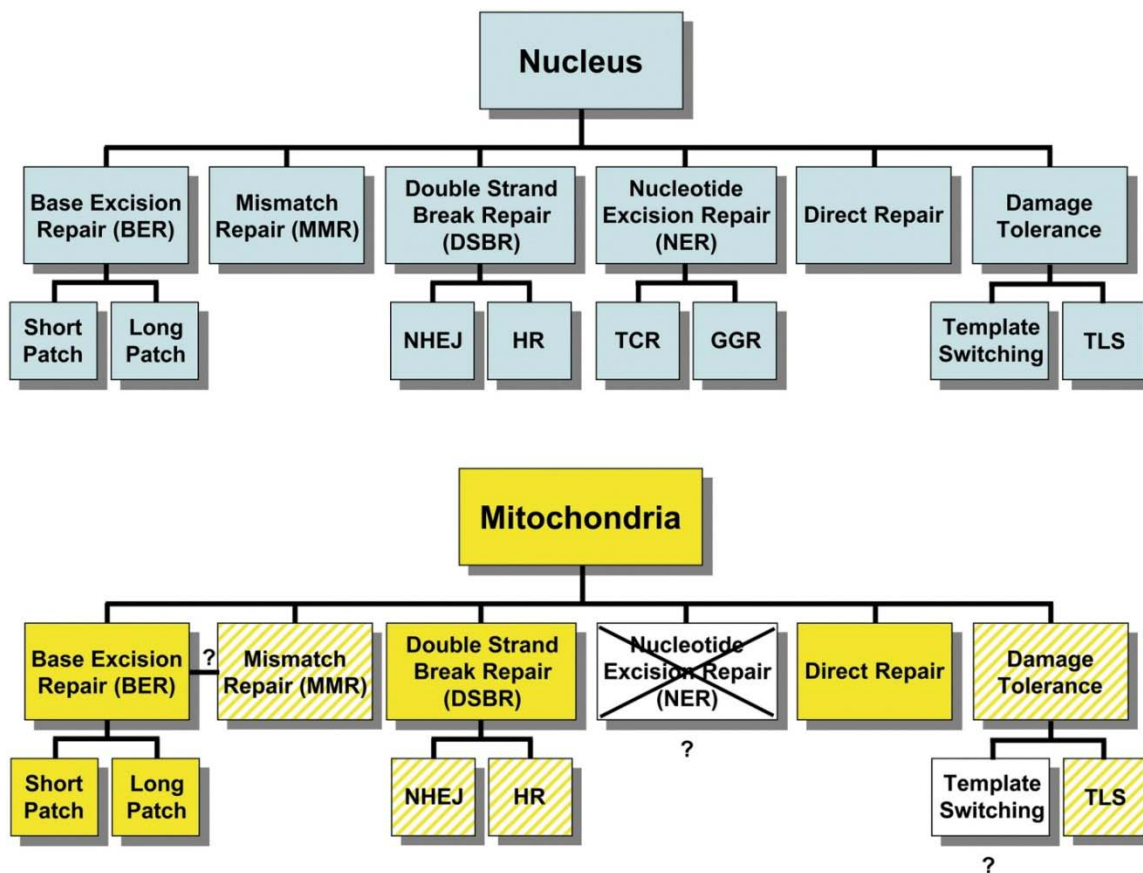 Nucleus
Base Excision
Repair (BER)
Mismatch
Repair (MMR)
Double Strand
Break Repair
(DSBR)
Nucleotide
Excision Repair
(NER)
Direct Repair
Damage
Tolerance
Short
Patch
Long
Patch
NHEJ
HR
TCR
GGR
Template
Switching
TLS
Mitochondria
Base Excision
Repair (BER)
?
Mismatch
Repair (MMR)
Double Strand
Break Repair
(DSBR)
Nucleotide
Excision Repair
(NER)
?
Direct Repair
Damage
Tolerance
Short
Patch
Long
Patch
NHEJ
HR
Template
Switching
?
TLS